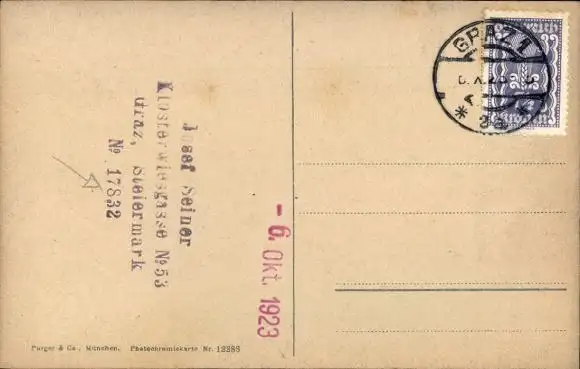 Josef Seiner
Klosterwiesgasse № 53
Graz, Steiermark
№ 17832
- 6. Okt. 1923
GRAZ 1
Purger & Co., München. Photochromiekarte Nr. 12388